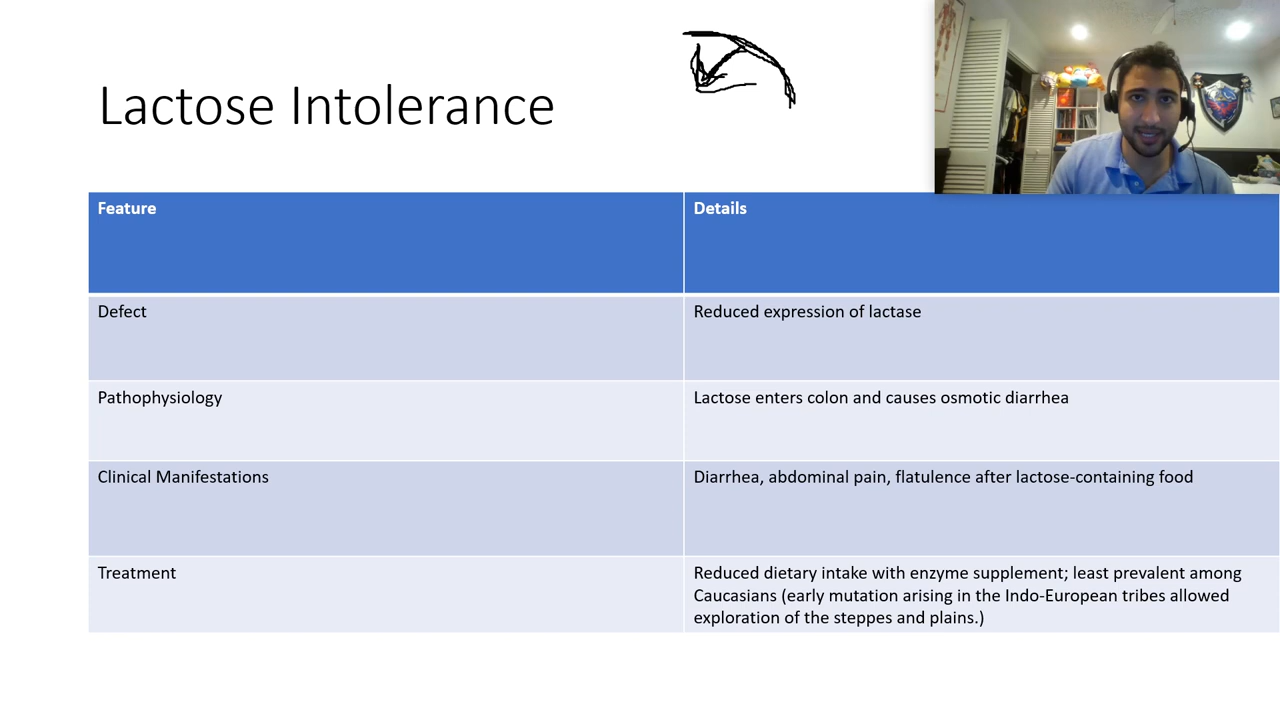 Lactose Intolerance
Feature
Details
Defect
Reduced expression of lactase
Pathophysiology
Lactose enters colon and causes osmotic diarrhea
Clinical Manifestations
Diarrhea, abdominal pain, flatulence after lactose-containing food
Treatment
Reduced dietary intake with enzyme supplement; least prevalent among
Caucasians (early mutation arising in the Indo-European tribes allowed
exploration of the steppes and plains.)